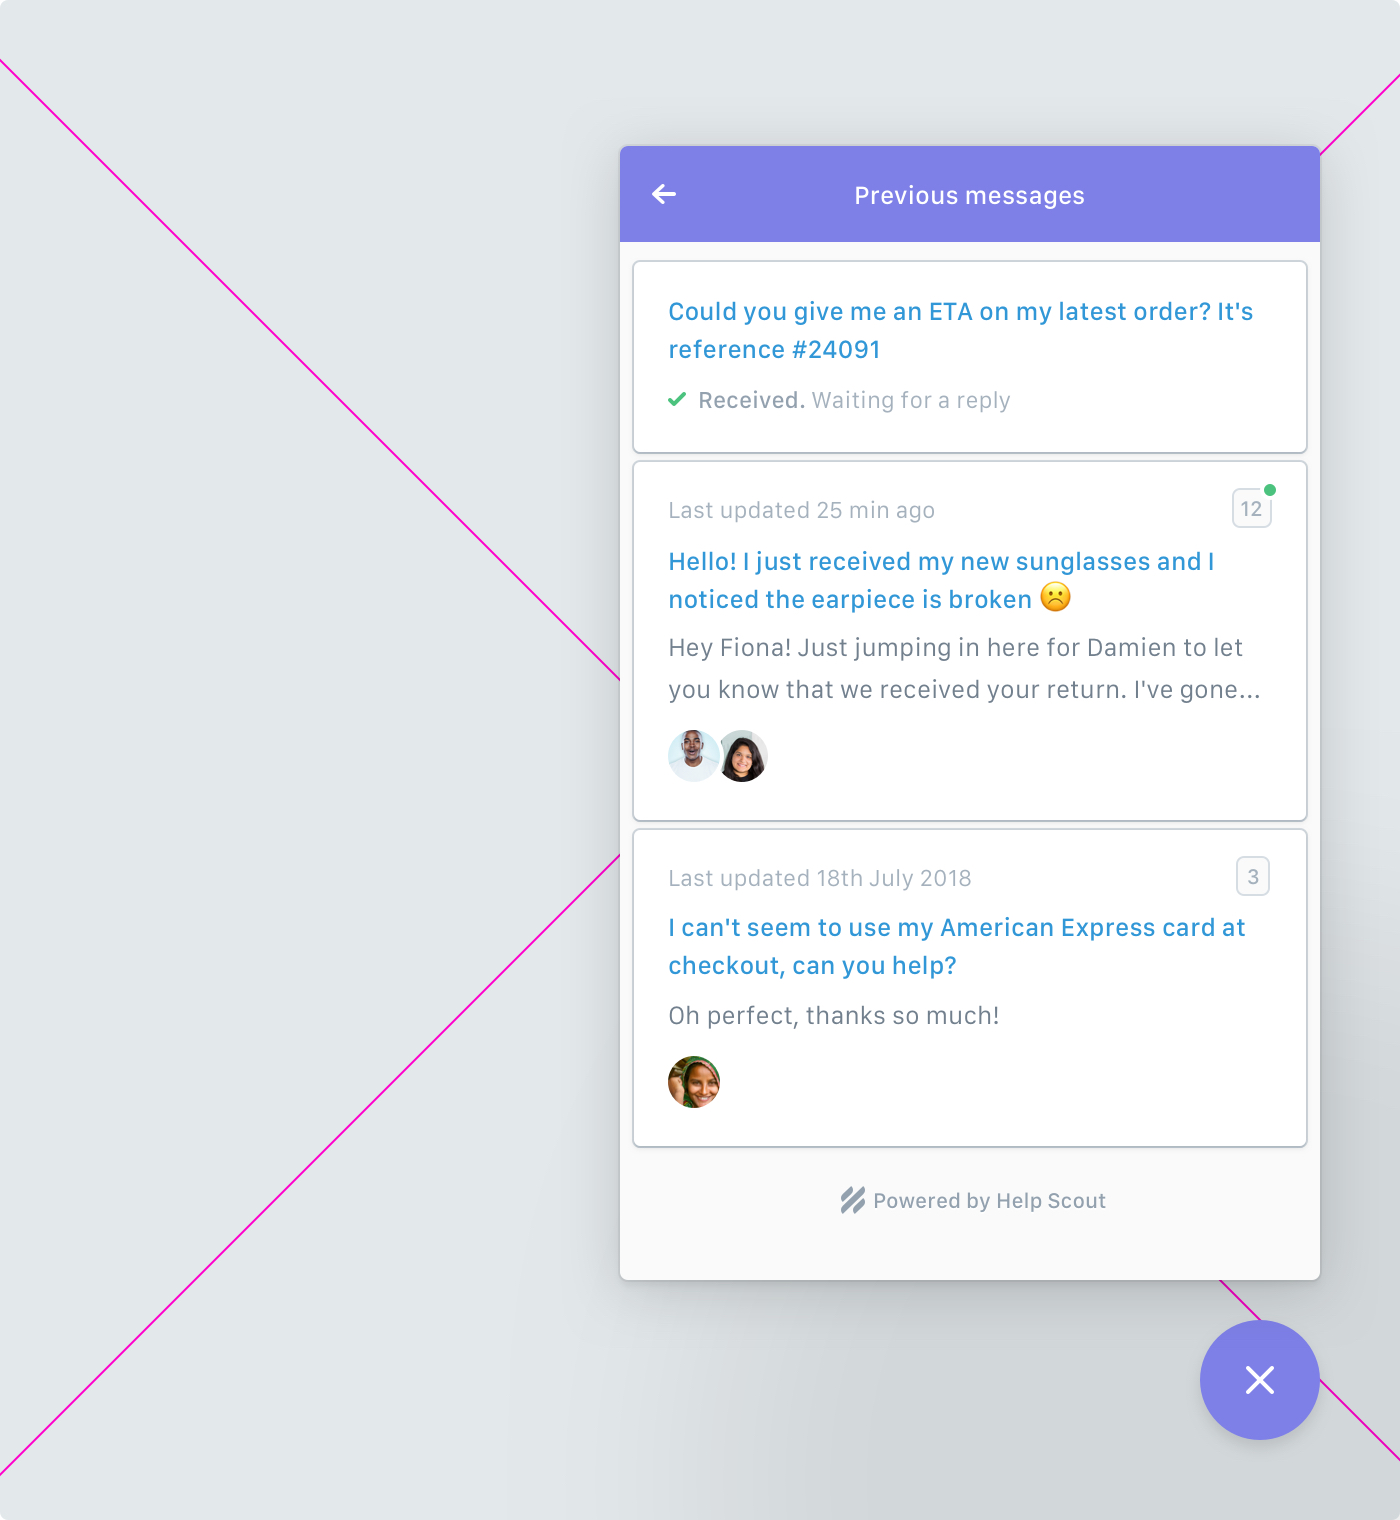 Previous messages
Could you give me an ETA on my latest order? It's
reference #24091
Received. Waiting for a reply
Last updated 25 min ago
12
Hello! I just received my new sunglasses and I
noticed the earpiece is broken ☹️
Hey Fiona! Just jumping in here for Damien to let
you know that we received your return. I've gone...
Last updated 18th July 2018
3
I can't seem to use my American Express card at
checkout, can you help?
Oh perfect, thanks so much!
Powered by Help Scout